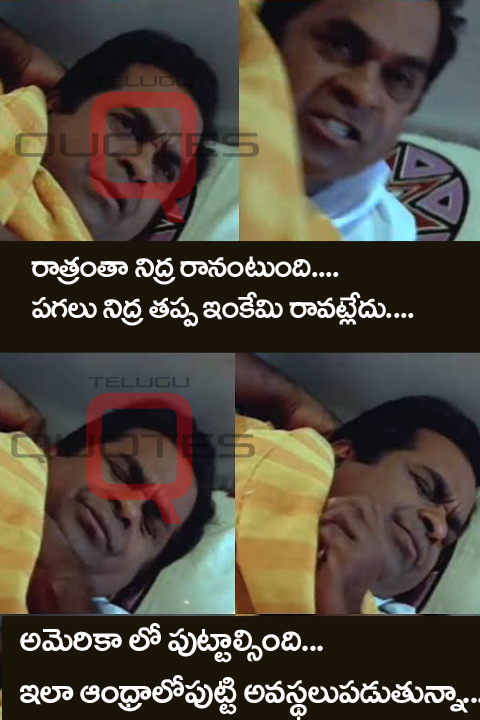 TELUGU
QUOTES
రాత్రంతా నిద్ర రానంటుంది....
పగలు నిద్ర తప్ప ఇంకేమి రావట్లేదు....
TELUGU
QUOTES
అమెరికా లో పుట్టాల్సింది...
ఇలా ఆంధ్రాలోపుట్టి అవస్థలుపడుతున్నా...